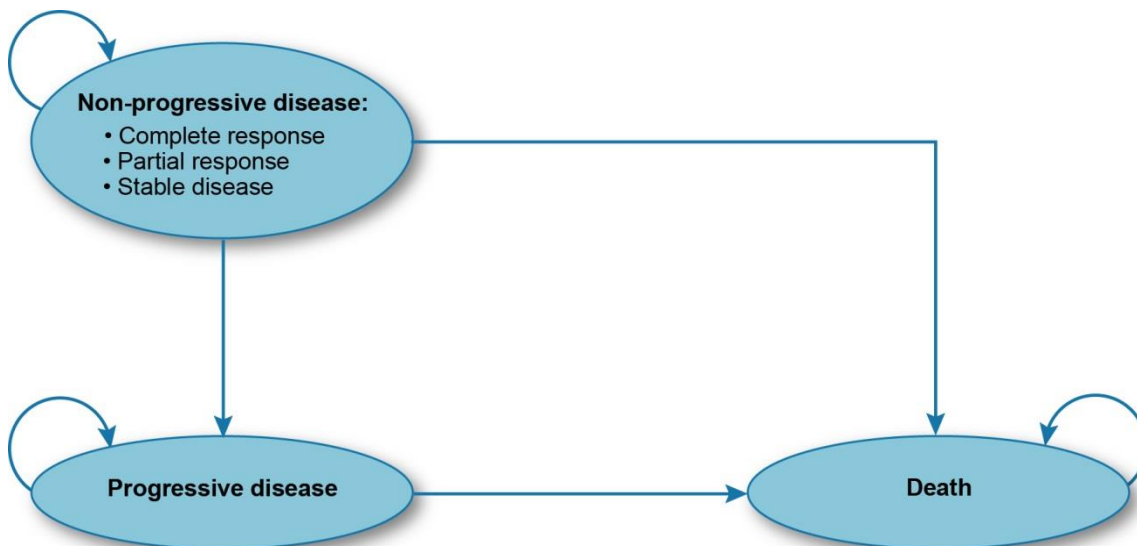 Non-progressive disease:
• Complete response
• Partial response
• Stable disease
Progressive disease
Death